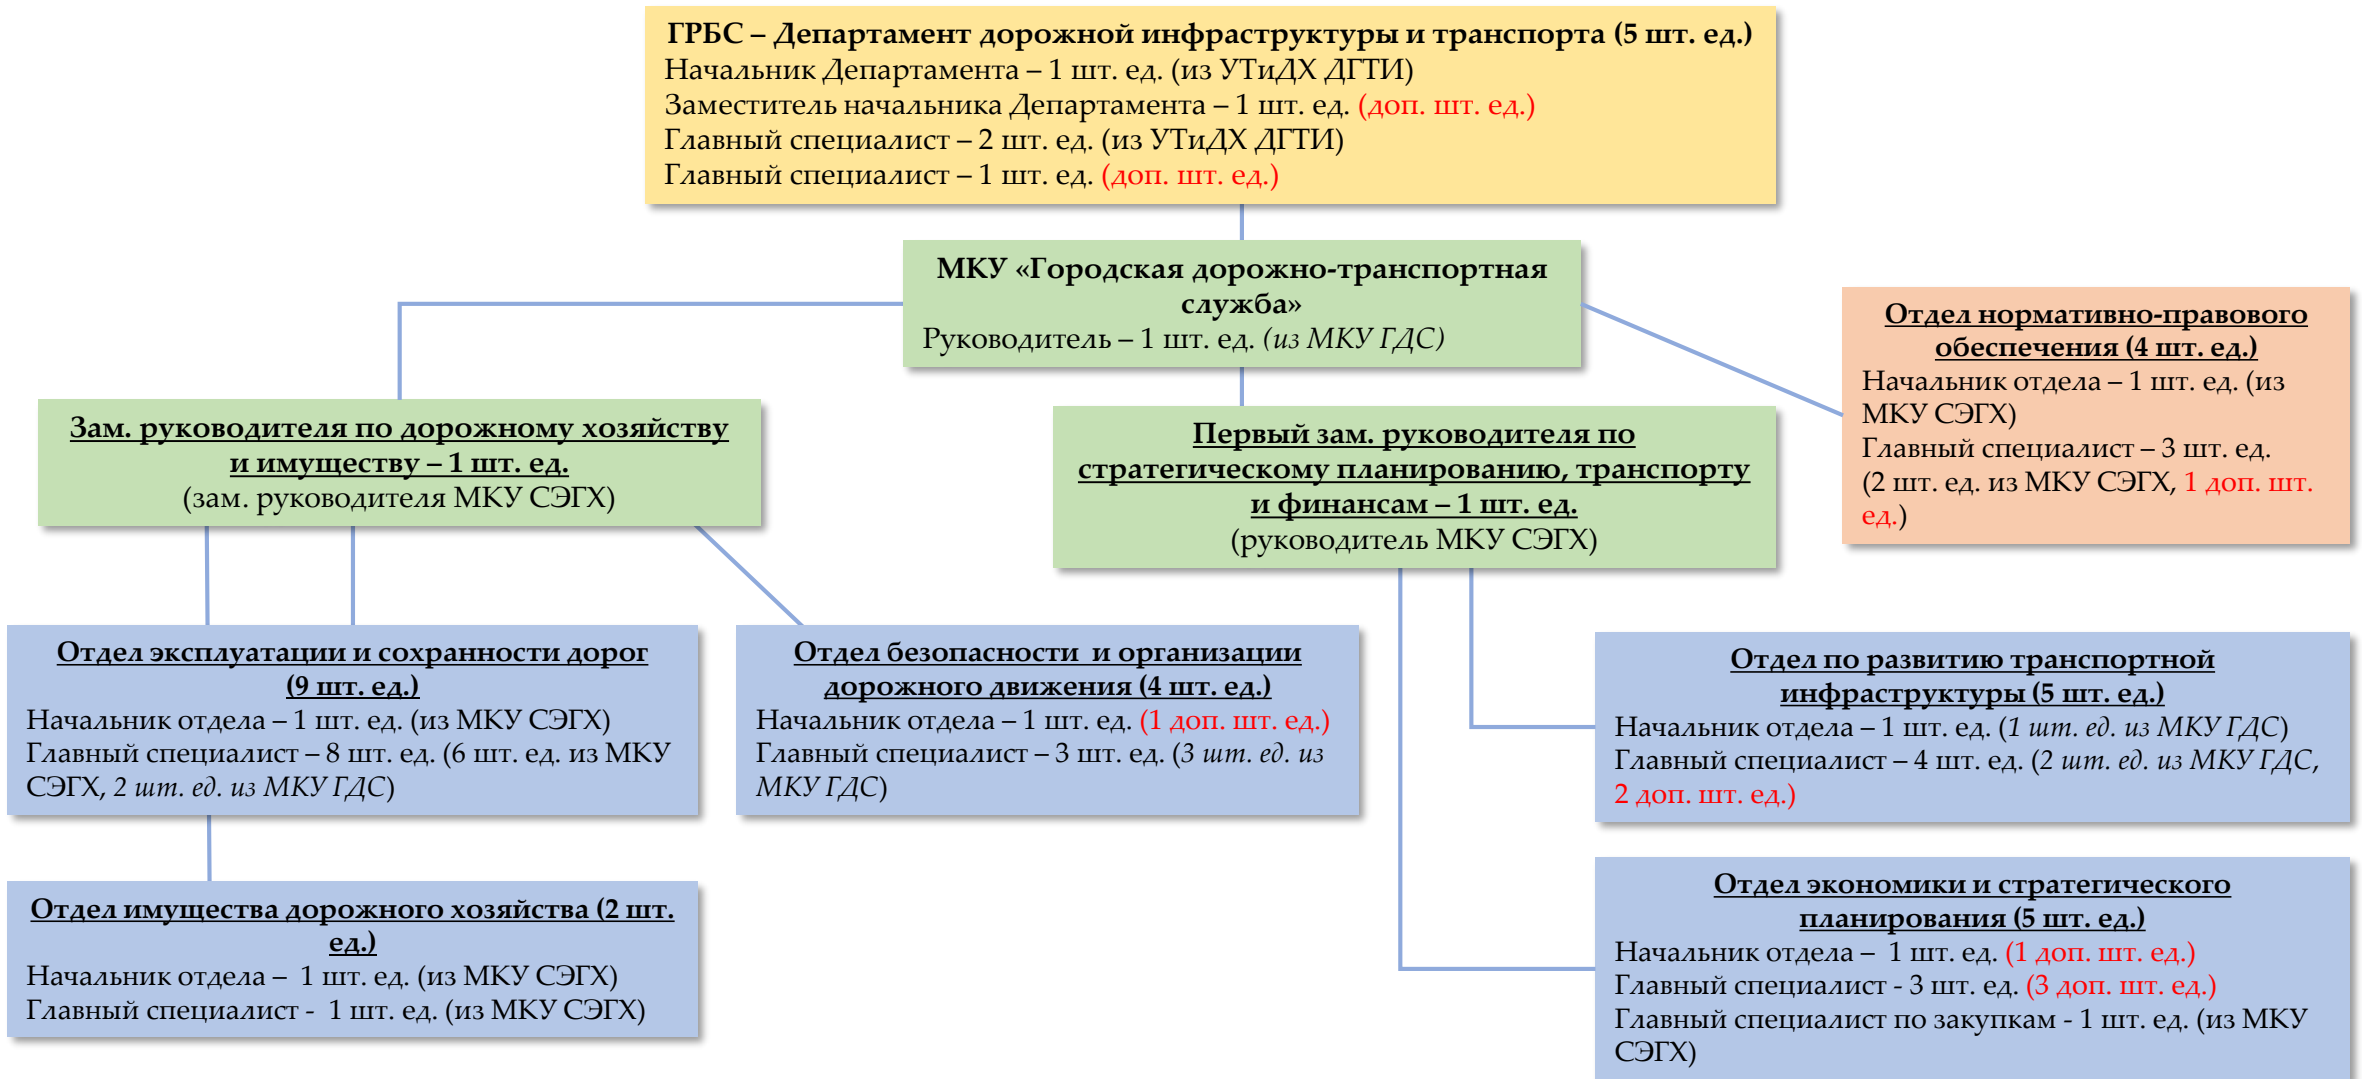 ГРБС – Департамент дорожной инфраструктуры и транспорта (5 шт. ед.)
Начальник Департамента – 1 шт. ед. (из УТиДХ ДГТИ)
Заместитель начальника Департамента – 1 шт. ед. (доп. шт. ед.)
Главный специалист – 2 шт. ед. (из УТиДХ ДГТИ)
Главный специалист – 1 шт. ед. (доп. шт. ед.)
МКУ «Городская дорожно-транспортная
служба»
Руководитель – 1 шт. ед. (из МКУ ГДС)
Отдел нормативно-правового
обеспечения (4 шт. ед.)
Начальник отдела – 1 шт. ед. (из
МКУ СЭГХ)
Главный специалист – 3 шт. ед.
(2 шт. ед. из МКУ СЭГХ, 1 доп. шт.
ед.)
Зам. руководителя по дорожному хозяйству
и имуществу – 1 шт. ед.
(зам. руководителя МКУ СЭГХ)
Первый зам. руководителя по
стратегическому планированию, транспорту
и финансам – 1 шт. ед.
(руководитель МКУ СЭГХ)
Отдел эксплуатации и сохранности дорог
(9 шт. ед.)
Начальник отдела – 1 шт. ед. (из МКУ СЭГХ)
Главный специалист – 8 шт. ед. (6 шт. ед. из МКУ
СЭГХ, 2 шт. ед. из МКУ ГДС)
Отдел безопасности  и организации
дорожного движения (4 шт. ед.)
Начальник отдела – 1 шт. ед. (1 доп. шт. ед.)
Главный специалист – 3 шт. ед. (3 шт. ед. из
МКУ ГДС)
Отдел по развитию транспортной
инфраструктуры (5 шт. ед.)
Начальник отдела – 1 шт. ед. (1 шт. ед. из МКУ ГДС)
Главный специалист – 4 шт. ед. (2 шт. ед. из МКУ ГДС,
2 доп. шт. ед.)
Отдел имущества дорожного хозяйства (2 шт.
ед.)
Начальник отдела –  1 шт. ед. (из МКУ СЭГХ)
Главный специалист -  1 шт. ед. (из МКУ СЭГХ)
Отдел экономики и стратегического
планирования (5 шт. ед.)
Начальник отдела –  1 шт. ед. (1 доп. шт. ед.)
Главный специалист - 3 шт. ед. (3 доп. шт. ед.)
Главный специалист по закупкам - 1 шт. ед. (из МКУ
СЭГХ)